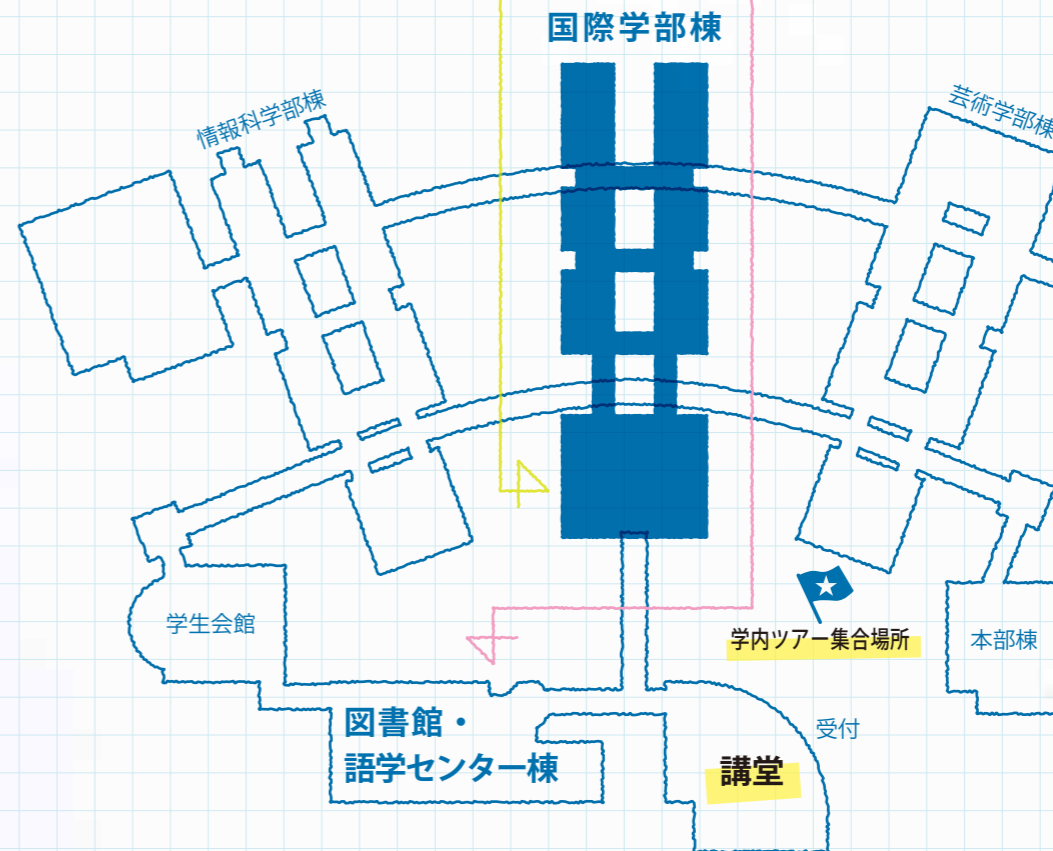 国際学部棟
情報科学部棟
芸術学部棟
学生会館
学内ツアー集合場所
本部棟
図書館・
語学センター棟
受付
講堂